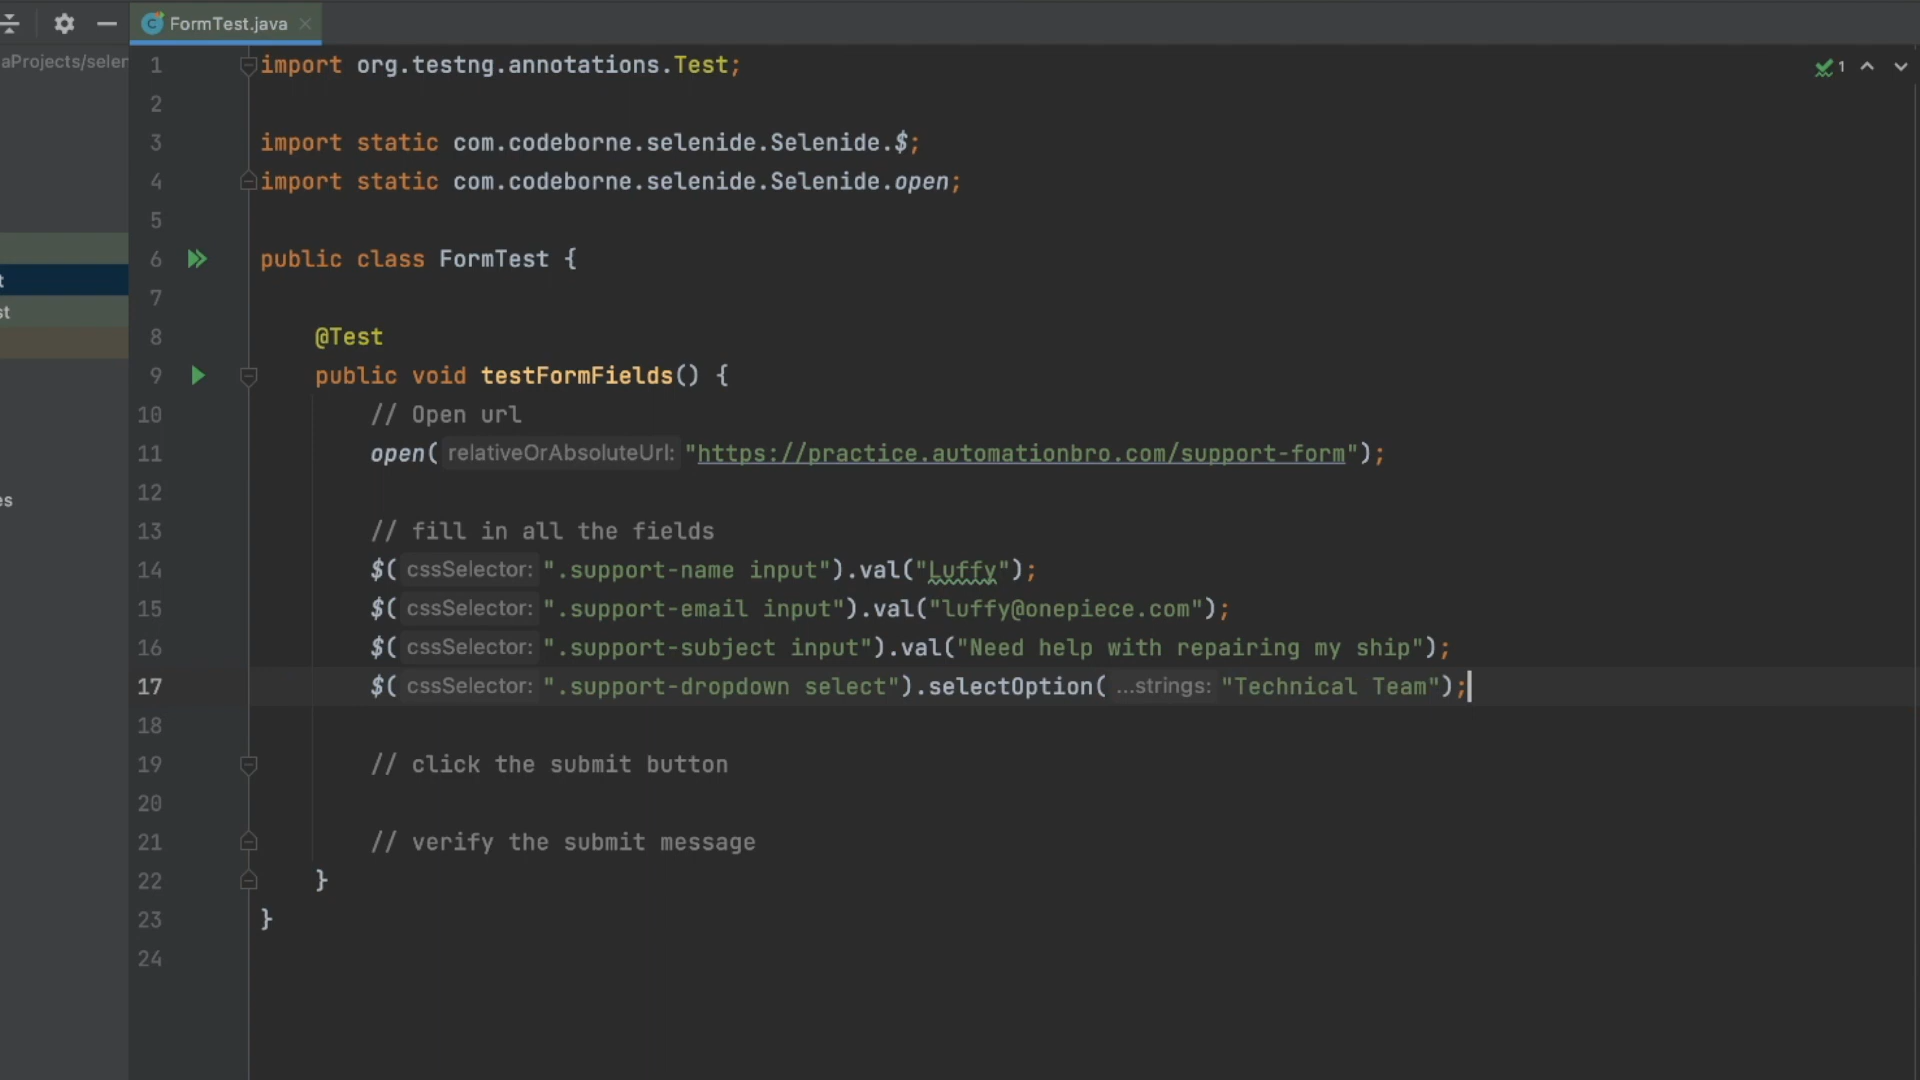 FormTest.java
aProjects/selen
1 import org.testng.annotations.Test;
2
3 import static com.codeborne.selenide.Selenide.$;
4 import static com.codeborne.selenide.Selenide.open;
5
6 public class FormTest {
7
8 @Test
9 public void testFormFields() {
10 // Open url
11 open( relativeOrAbsoluteUrl: "https://practice.automationbro.com/support-form");
12
13 // fill in all the fields
14 $( cssSelector: ".support-name input").val("Luffy");
15 $( cssSelector: ".support-email input").val("luffy@onepiece.com");
16 $( cssSelector: ".support-subject input").val("Need help with repairing my ship");
17 $( cssSelector: ".support-dropdown select").selectOption( ...strings: "Technical Team");
18
19 // click the submit button
20
21 // verify the submit message
22 }
23 }
24
1
t
st
es